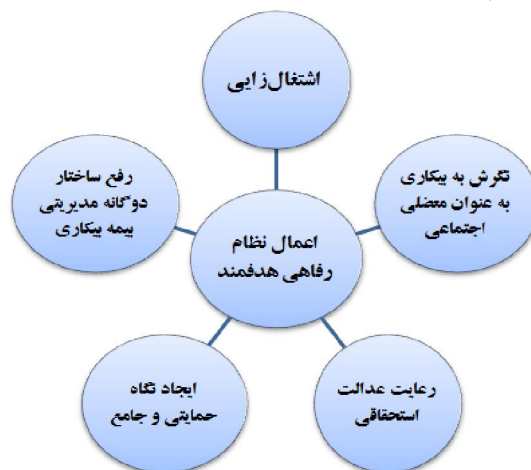 اشتغال‌زایی
نگرش به بیکاری
به عنوان معضلی
اجتماعی
رفع ساختار
دوگانه مدیریتی
بیمه بیکاری
اعمال نظام
رفاهی هدفمند
رعایت عدالت
استحقاقی
ایجاد نگاه
حمایتی و جامع